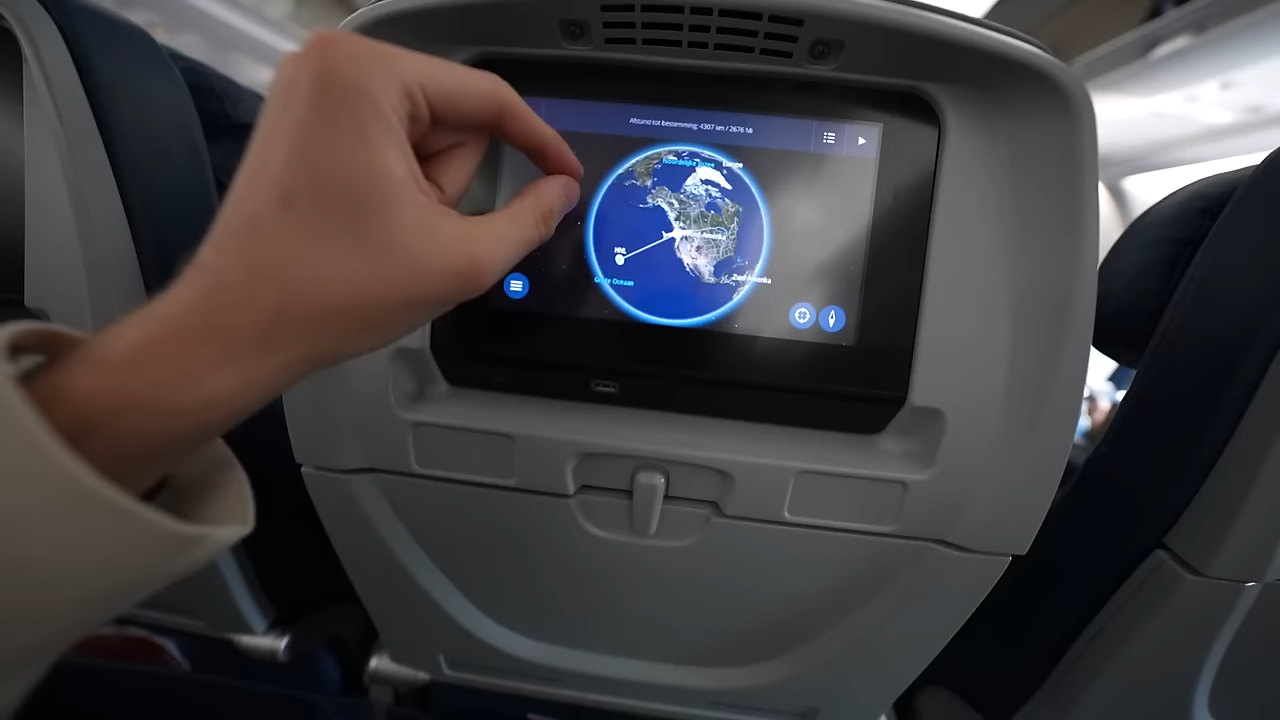 Afstand tot bestemming: 4307 km / 2676 Mi
Noordelijke IJszee
Europe
HNL
Grote Oceaan
Zuid-Amerika